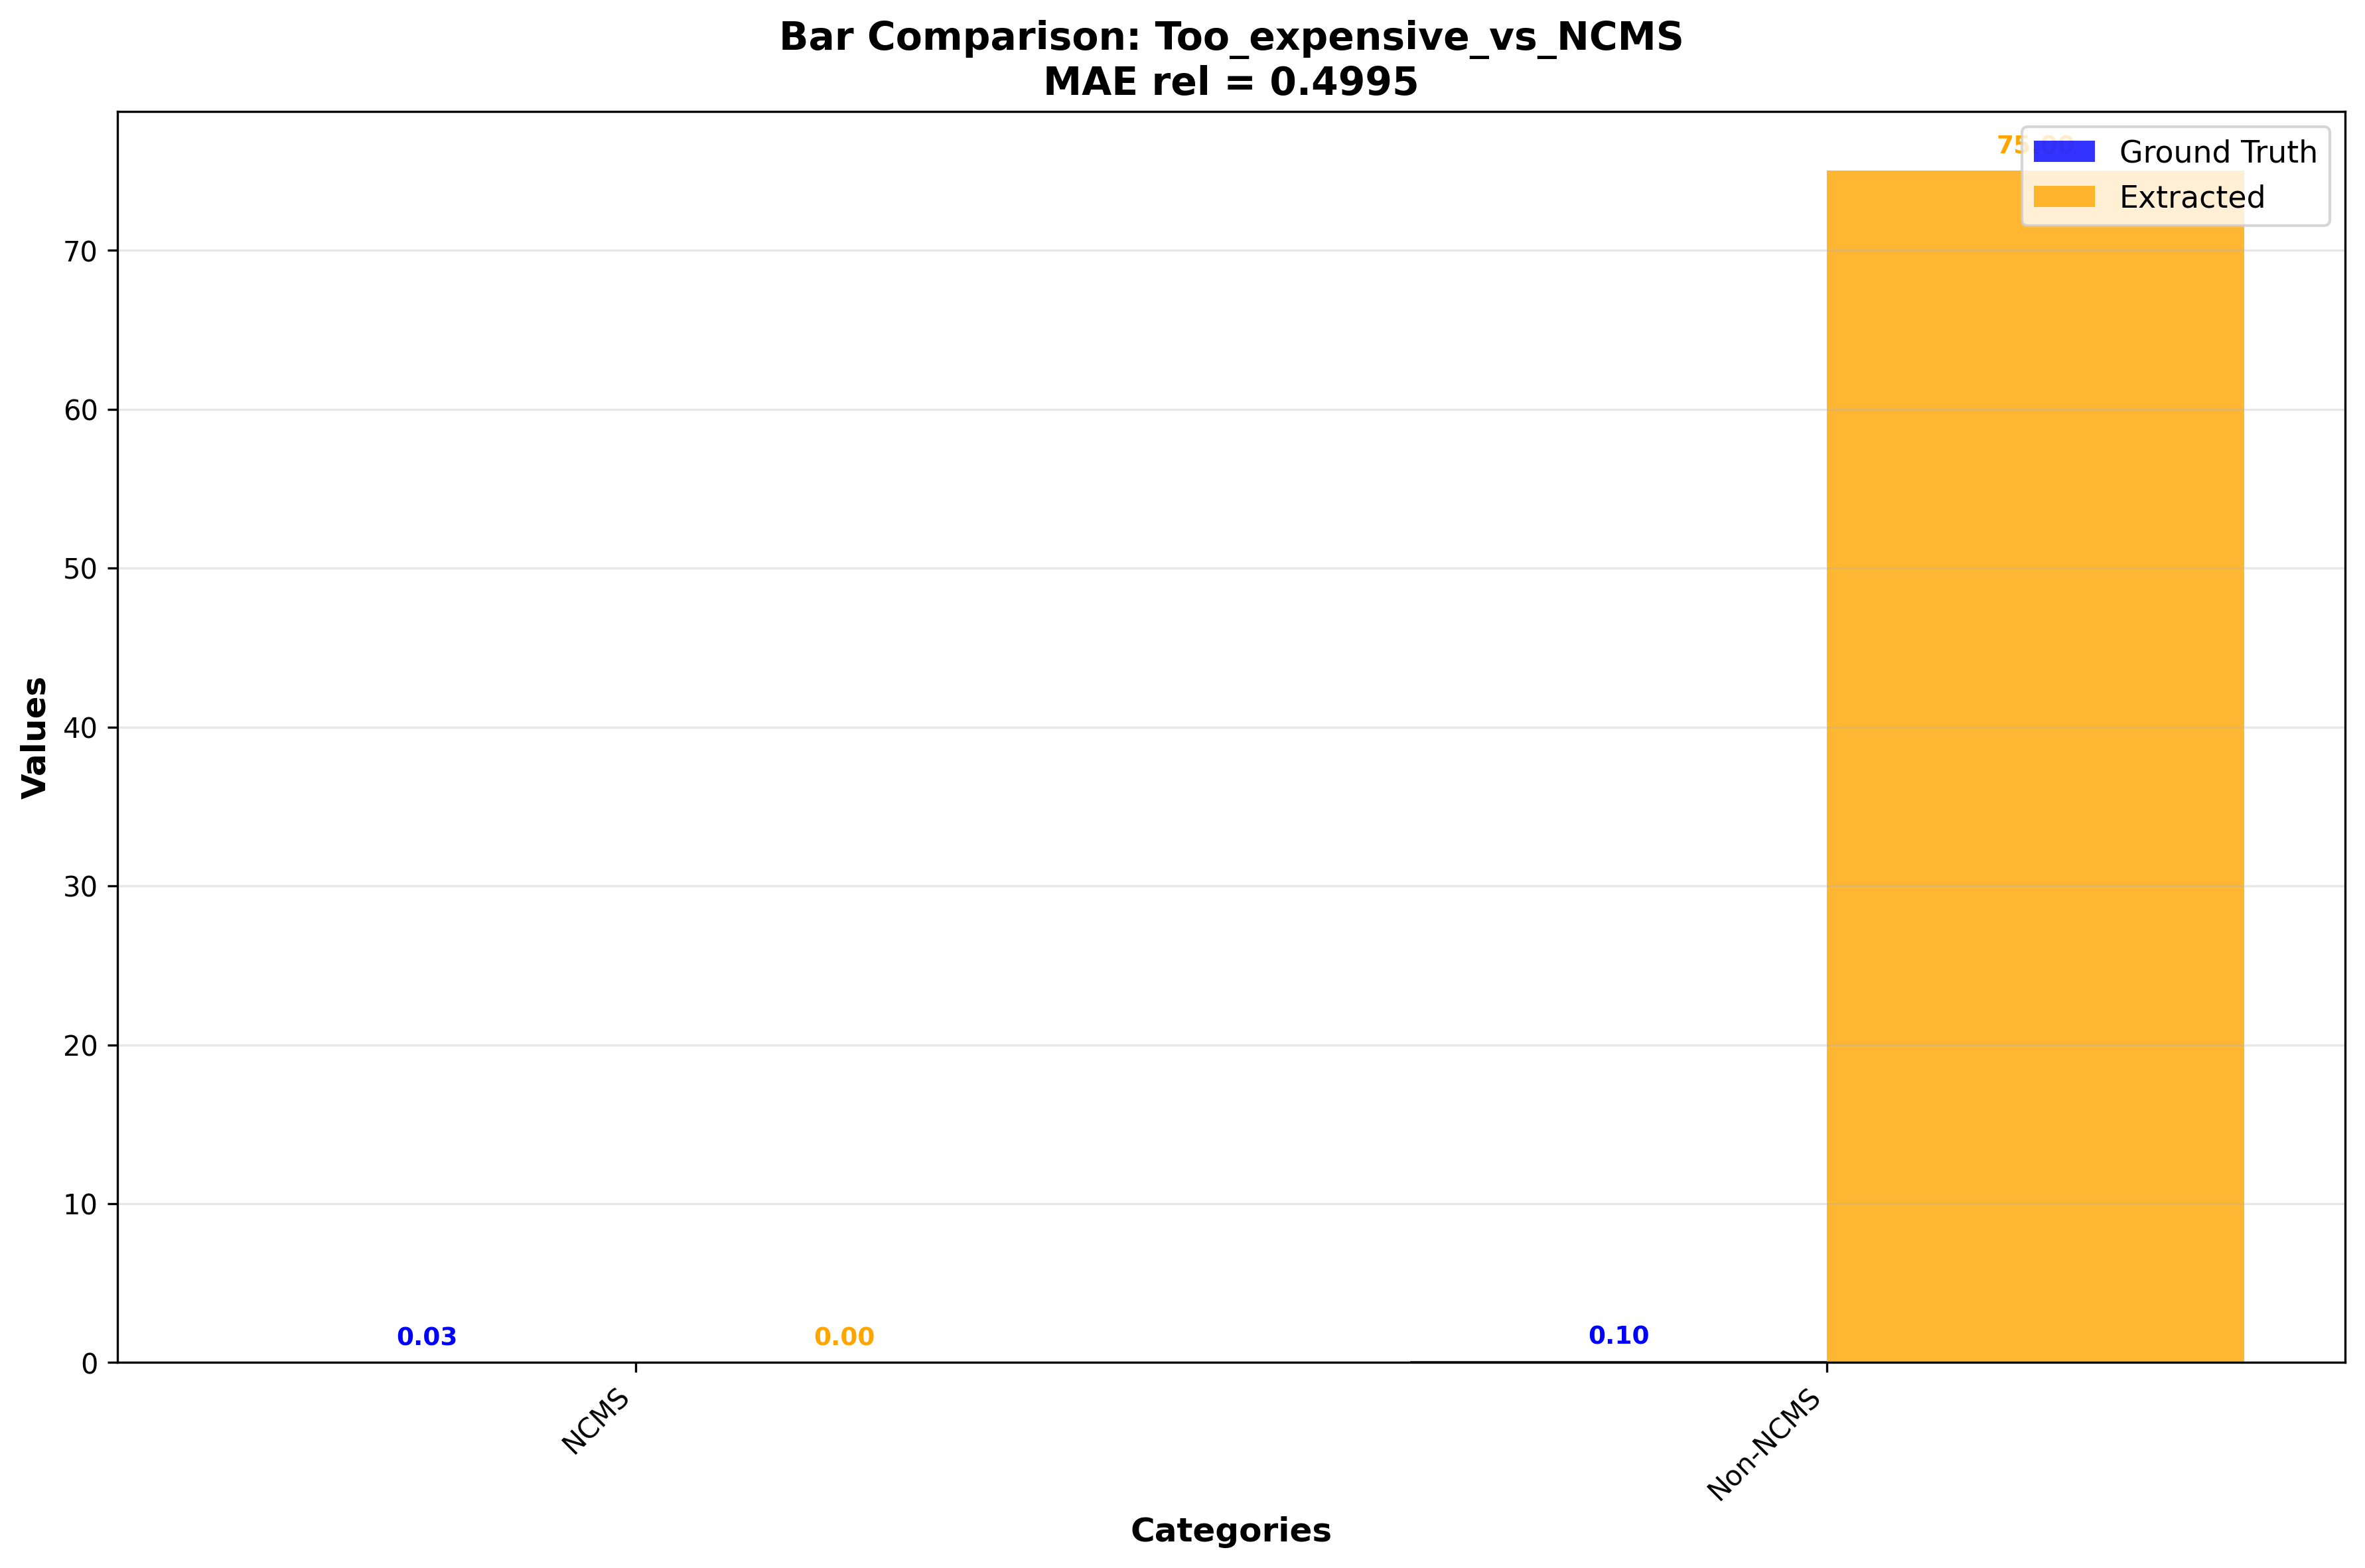 Bar Comparison: Too_expensive_vs_NCMS
MAE rel = 0.4995
Ground Truth
Extracted
Values
70
60
50
40
30
20
10
0
0.03
0.00
0.10
NCMS
Non-NCMS
Categories